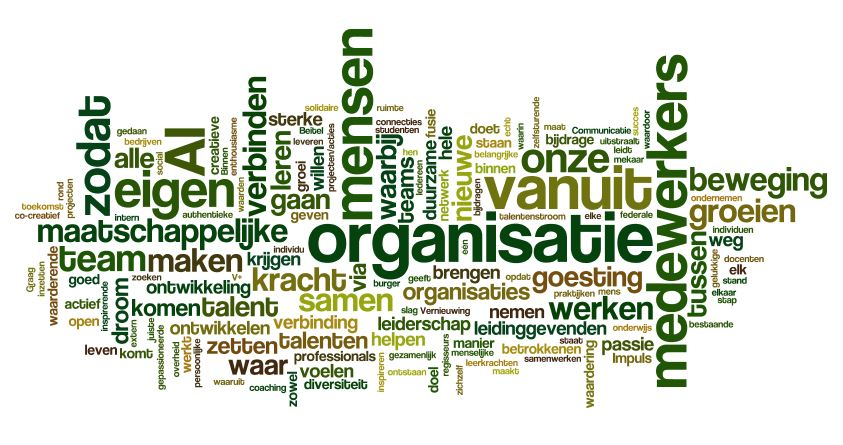 mensen
solidaire
ruimte
sterke
connecties
studenten
zodat
AI
creatieve
verbinden
Beitel
leveren
projecten/acties
fusie
doet
echt
waarin
zelfsturende
maat
succes
waardoor
medewerkers
gedaan
bedrijven
Binnen
enthousiasme
leren
groei
willen
waarbij
teams
hen
iedereen
duurzame
netwerk
hele
staan
belangrijke
bijdrage
Communicatie
uitstraalt
leidt
mekaar
alle
social
eigen
waarden
gaan
geven
nieuwe
binnen
bijdragen
onze
vanuit
beweging
rond
projecten
toekomst
co-creatief
intern
authentieke
talentenstroom
elke
federale
ondernemen
groeien
maatschappelijke
organisatie
een
individuen
weg
tussen
gelukkige
docenten
elk
stand
elkaar
stap
bestaande
Graag
inzetten
waarderende
team
maken
individu
krijgen
via
goed
zoeken
V+
ontwikkeling
kracht
burger
geeft
brengen
opdat
goesting
actief
inspirerende
droom
komen
talent
samen
organisaties
praktijken
mens
open
extern
juiste
ontwikkelen
verbinding
slag
Vernieuwing
nemen
werken
leiderschap
leidinggevenden
onderwijs
leven
komt
gepassioneerde
overheid
werkt
persoonlijke
zetten
talenten
helpen
regisseurs
manier
menselijke
staat
betrokkenen
samenwerken
passie
Impuls
waar
professionals
gezamenlijk
waaruit
coaching
zowel
voelen
diversiteit
inspireren
ontstaan
doel
zichzelf
leerkrachten
maakt
waardering